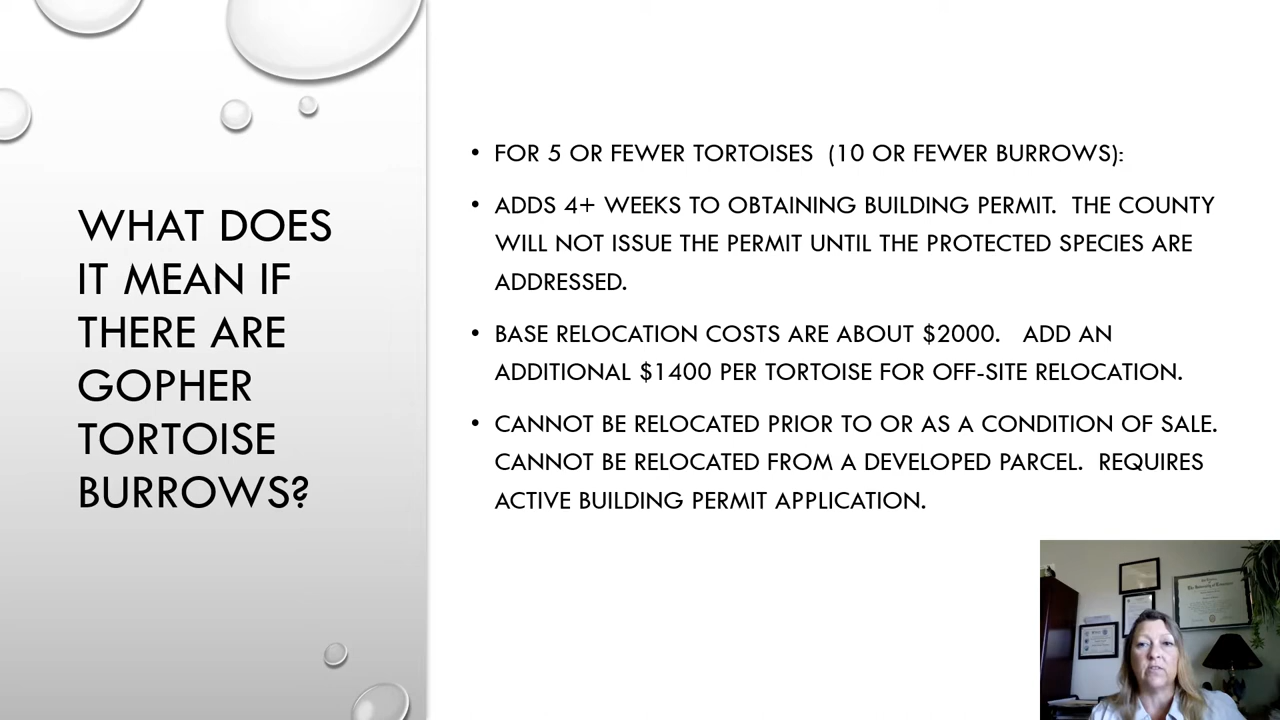 WHAT DOES
IT MEAN IF
THERE ARE
GOPHER
TORTOISE
BURROWS?
• FOR 5 OR FEWER TORTOISES (10 OR FEWER BURROWS):
• ADDS 4+ WEEKS TO OBTAINING BUILDING PERMIT. THE COUNTY
WILL NOT ISSUE THE PERMIT UNTIL THE PROTECTED SPECIES ARE
ADDRESSED.
• BASE RELOCATION COSTS ARE ABOUT $2000. ADD AN
ADDITIONAL $1400 PER TORTOISE FOR OFF-SITE RELOCATION.
• CANNOT BE RELOCATED PRIOR TO OR AS A CONDITION OF SALE.
CANNOT BE RELOCATED FROM A DEVELOPED PARCEL. REQUIRES
ACTIVE BUILDING PERMIT APPLICATION.